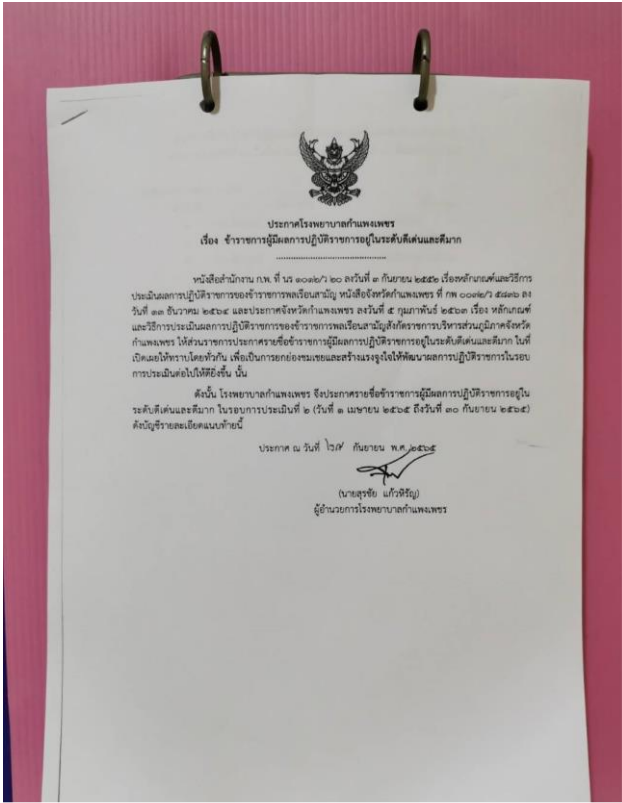 ประกาศโรงพยาบาลกำแพงเพชร
เรื่อง ข้าราชการผู้มีผลการปฏิบัติราชการอยู่ในระดับดีเด่นและดีมาก
หนังสือสำนักงาน ก.พ. ที่ นร ๑๐๑๒/ว ๒๐ ลงวันที่ ๓ กันยายน ๒๕๕๒ เรื่องหลักเกณฑ์และวิธีการ
ประเมินผลการปฏิบัติราชการของข้าราชการพลเรือนสามัญ หนังสือจังหวัดกำแพงเพชร ที่ กพ ๐๐๑๗.๒/ว ๕๘๓๖ ลง
วันที่ ๑๓ ธันวาคม ๒๕๖๔ และประกาศจังหวัดกำแพงเพชร ลงวันที่ ๕ กุมภาพันธ์ ๒๕๖๓ เรื่อง หลักเกณฑ์
และวิธีการประเมินผลการปฏิบัติราชการของข้าราชการพลเรือนสามัญสังกัดราชการบริหารส่วนภูมิภาคจังหวัด
กำแพงเพชร ให้ส่วนราชการประกาศรายชื่อข้าราชการผู้มีผลการปฏิบัติราชการอยู่ในระดับดีเด่นและดีมาก ในที่
เปิดเผยให้ทราบโดยทั่วกัน เพื่อเป็นการยกย่องชมเชยและสร้างแรงจูงใจให้พัฒนาผลการปฏิบัติราชการในรอบ
การประเมินต่อไปให้ดียิ่งขึ้น นั้น
ดังนั้น โรงพยาบาลกำแพงเพชร จึงประกาศรายชื่อข้าราชการผู้มีผลการปฏิบัติราชการอยู่ใน
ระดับดีเด่นและดีมาก ในรอบการประเมินที่ ๒ (วันที่ ๑ เมษายน ๒๕๖๕ ถึงวันที่ ๓๐ กันยายน ๒๕๖๕)
ดังบัญชีรายละเอียดแนบท้ายนี้
ประกาศ ณ วันที่ กันยายน พ.ศ. ๒๕๖๕
(นายสุรชัย แก้วหิรัญ)
ผู้อำนวยการโรงพยาบาลกำแพงเพชร